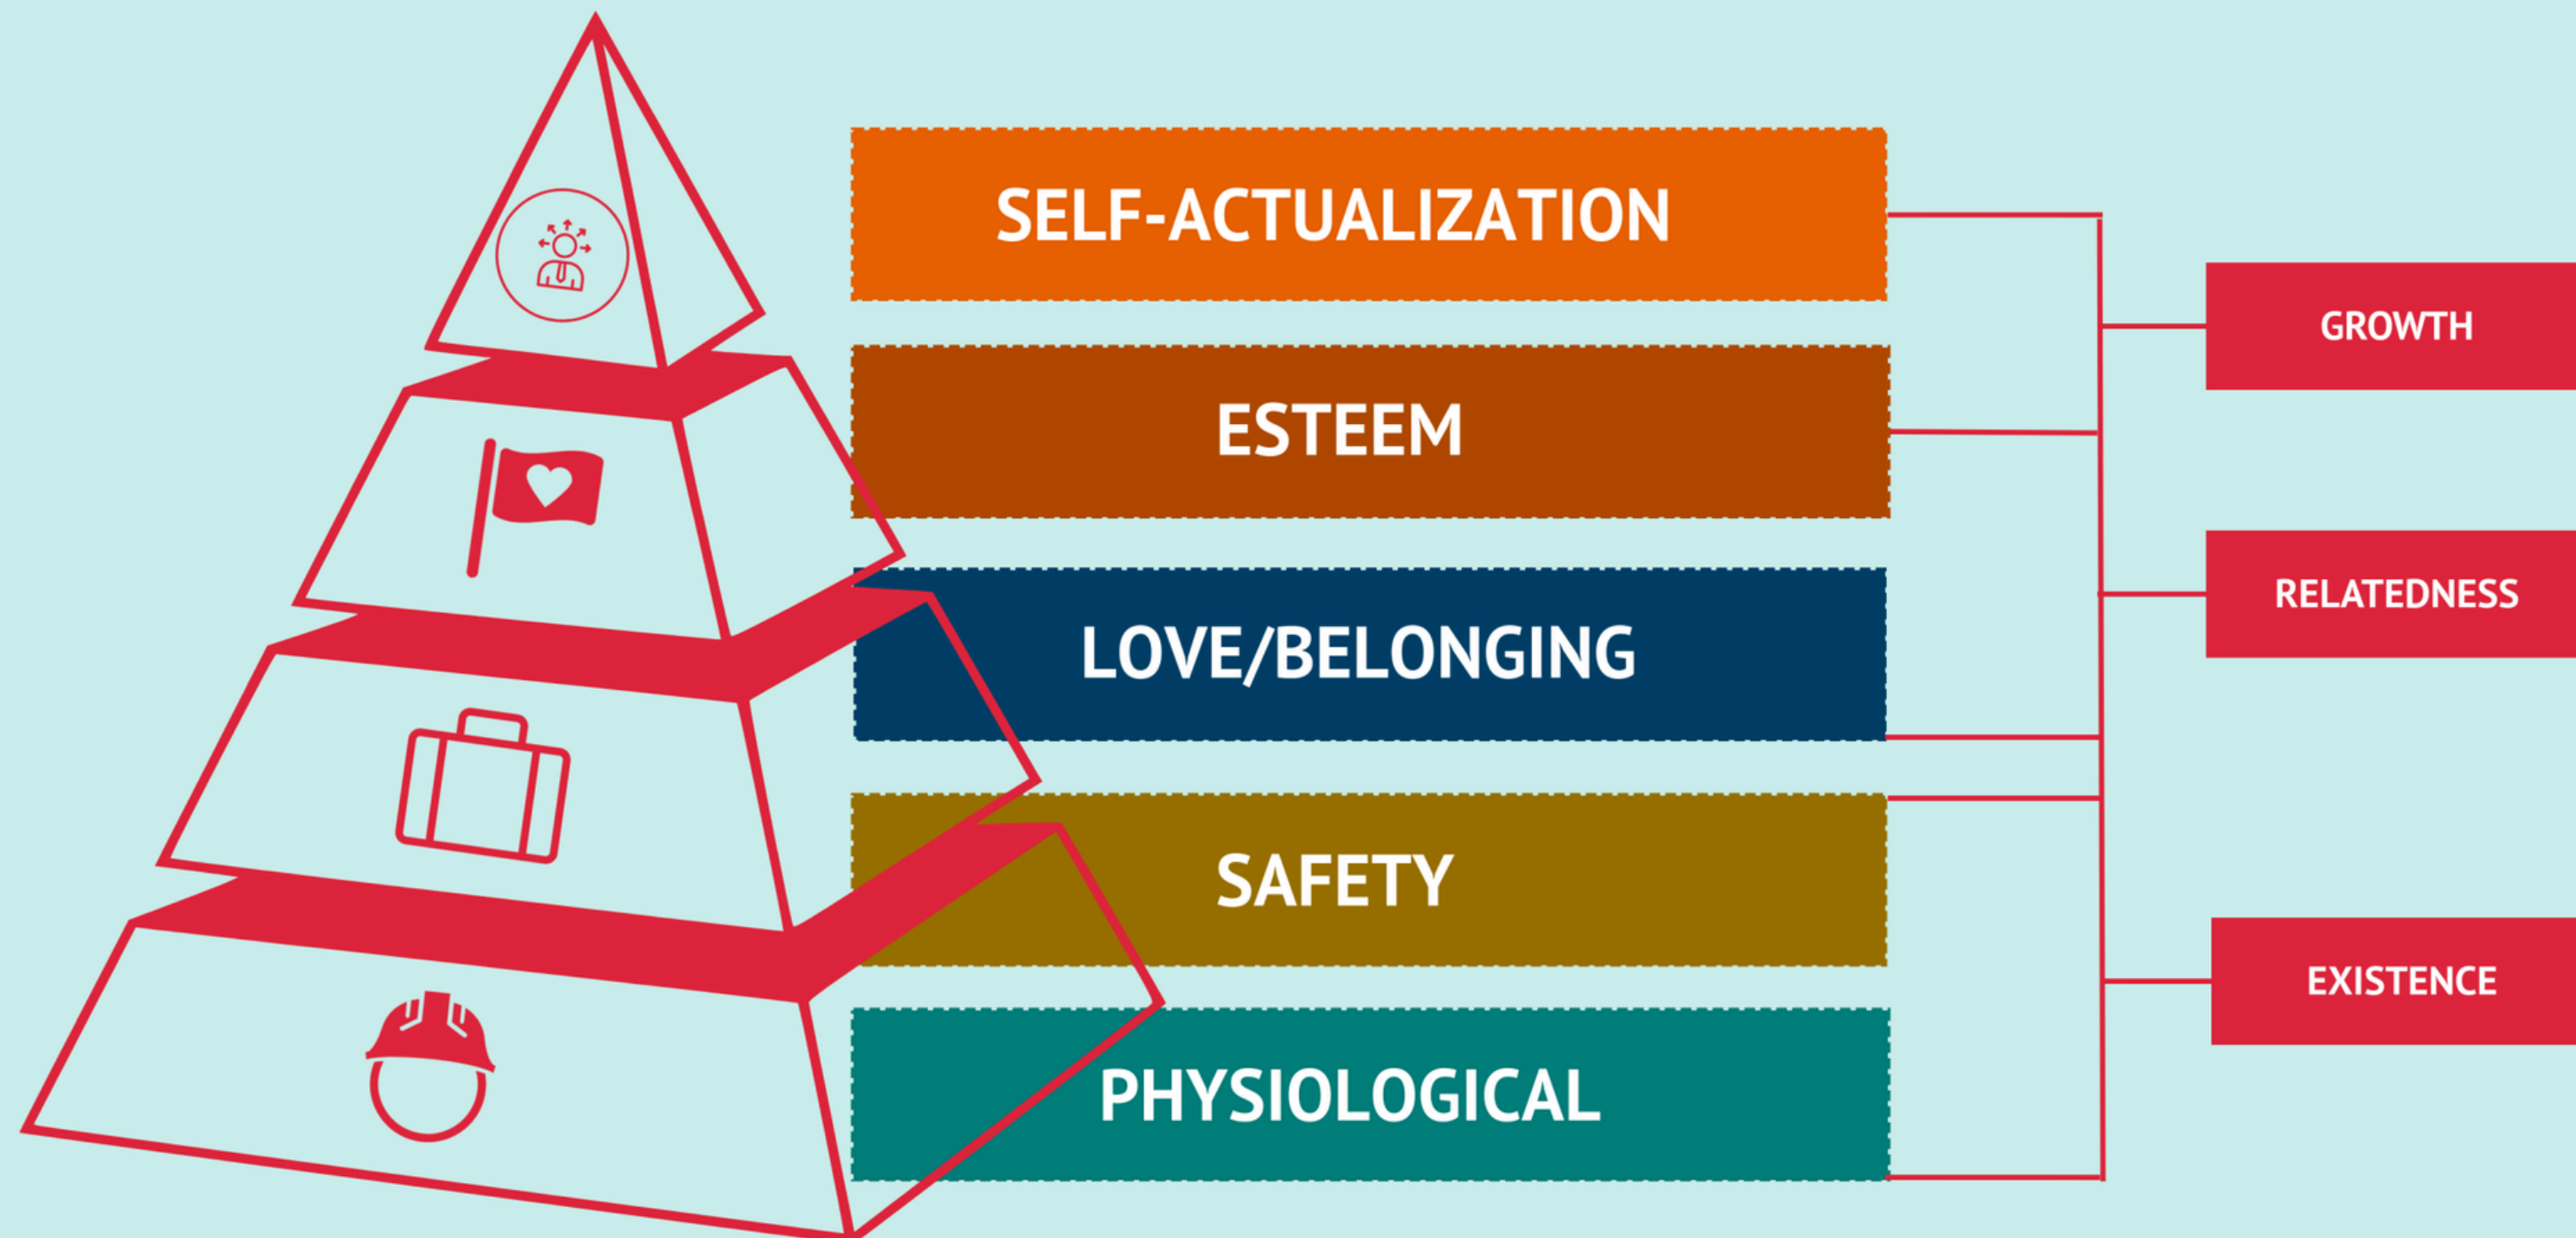 SELF-ACTUALIZATION
ESTEEM
LOVE/BELONGING
SAFETY
PHYSIOLOGICAL
GROWTH
RELATEDNESS
EXISTENCE